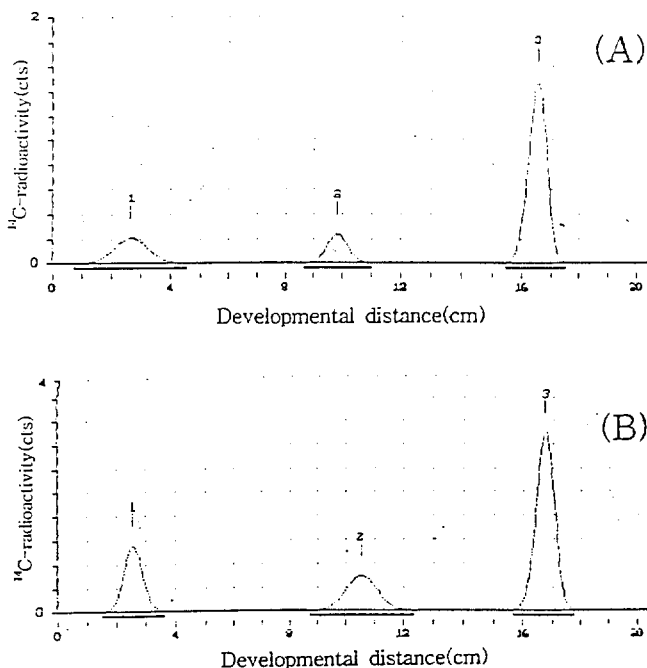 2
1
2
3
(A)
¹⁴C-radioactivity(cts)
0
0 4 8 12 16 20
Developmental distance(cm)
4
1
2
3
(B)
¹⁴C-radioactivity(cts)
0
0 4 8 12 16 20
Developmental distance(cm)